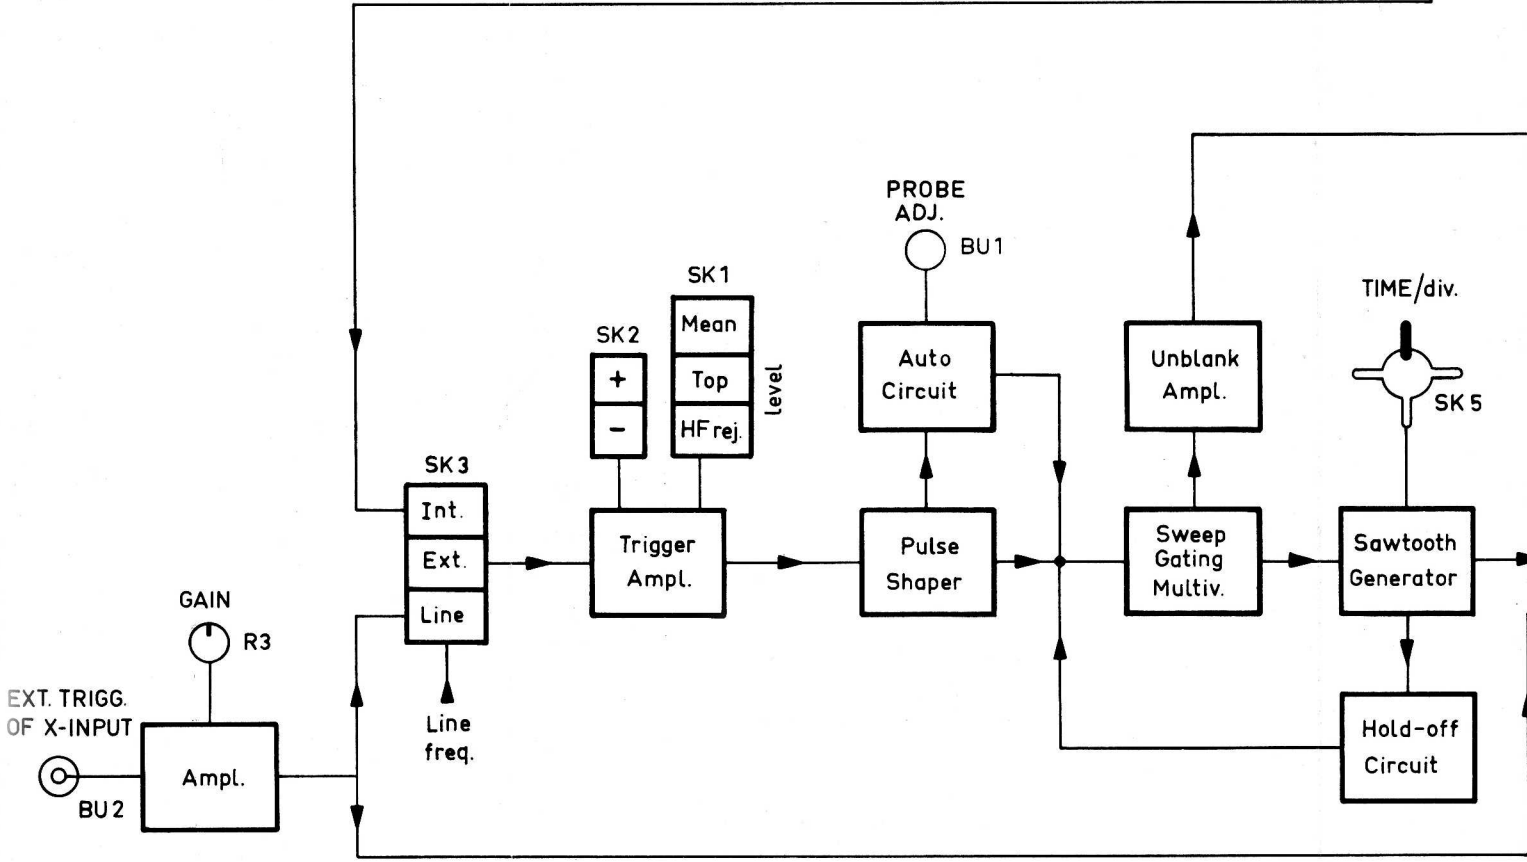 PROBE
ADJ.
BU1
SK1
Mean
Top
HF rej.
level
SK2
+
-
TIME/div.
SK5
Auto
Circuit
Unblank
Ampl.
SK3
Int.
Ext.
Line
Trigger
Ampl.
Pulse
Shaper
Sweep
Gating
Multiv.
Sawtooth
Generator
GAIN
R3
EXT. TRIGG.
OF X-INPUT
BU2
Ampl.
Line
freq.
Hold-off
Circuit